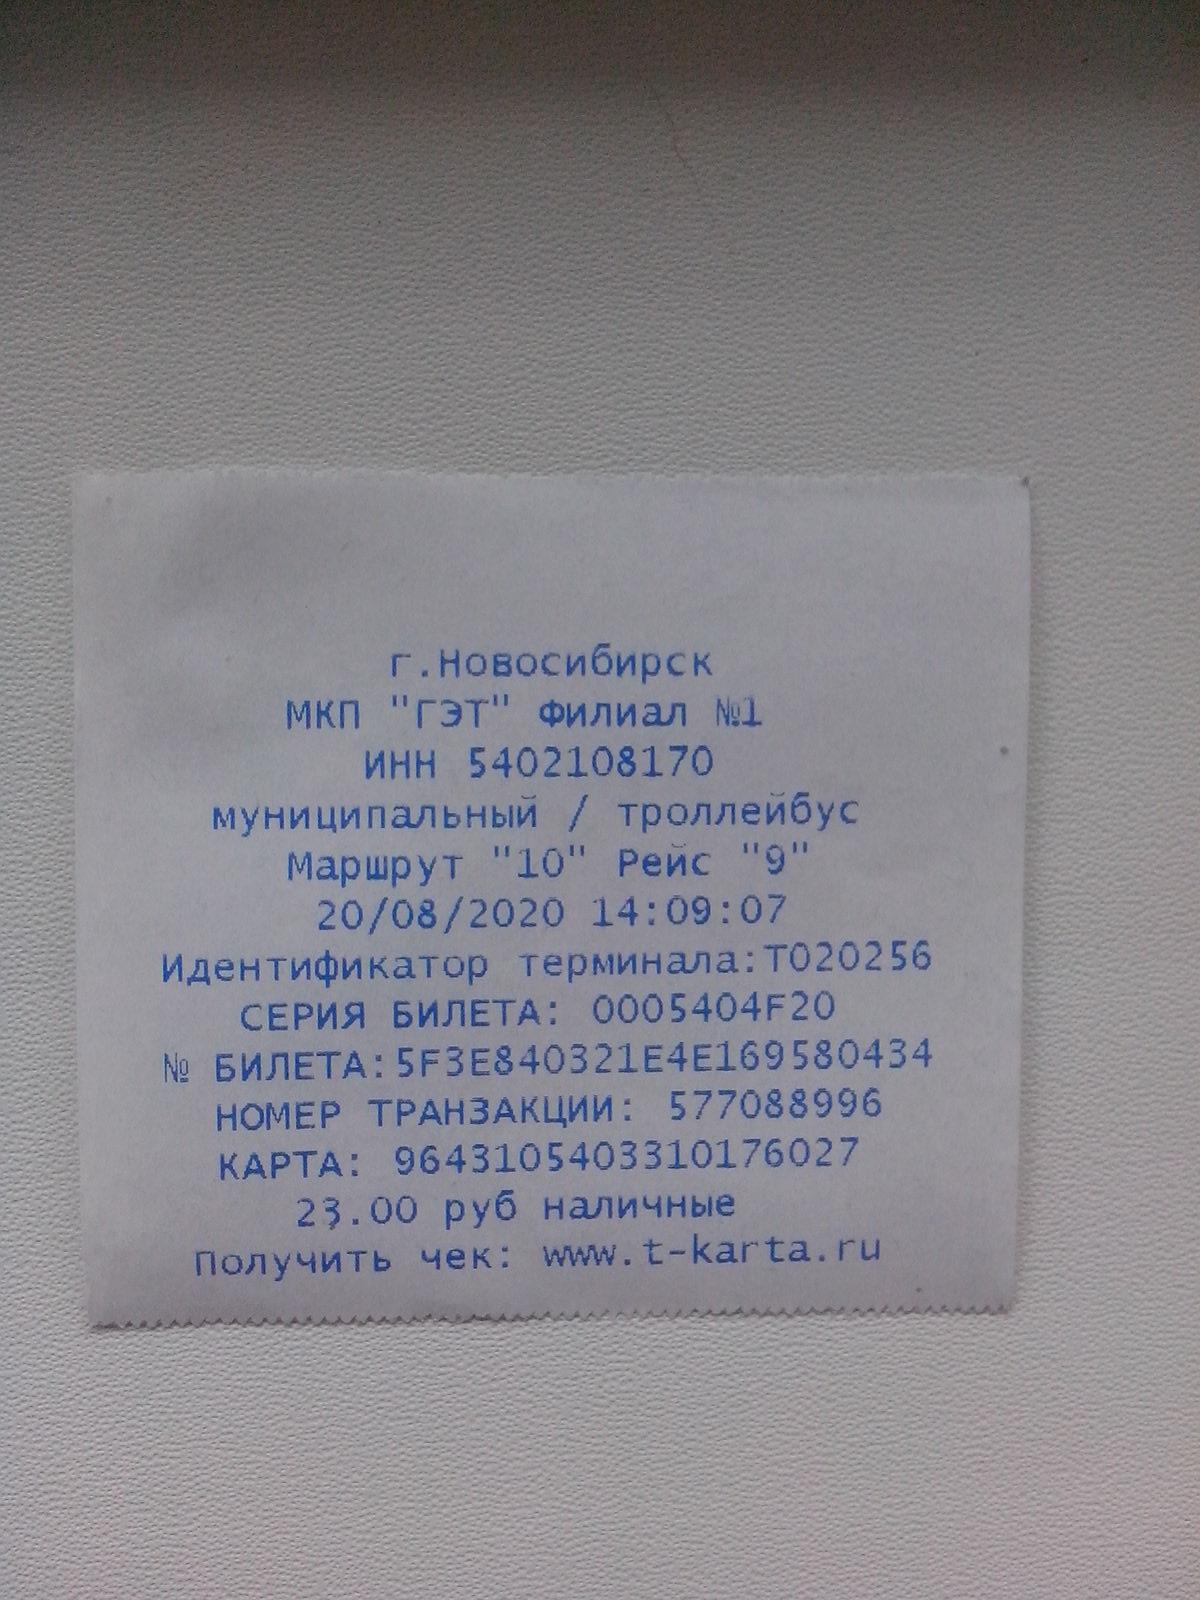 г.Новосибирск
МКП "ГЭТ" Филиал №1
ИНН 5402108170
муниципальный / троллейбус
Маршрут "10" Рейс "9"
20/08/2020 14:09:07
Идентификатор терминала:T020256
СЕРИЯ БИЛЕТА: 0005404F20
№ БИЛЕТА:5F3E840321E4E169580434
НОМЕР ТРАНЗАКЦИИ: 577088996
КАРТА: 9643105403310176027
23.00 руб наличные
Получить чек: www.t-karta.ru